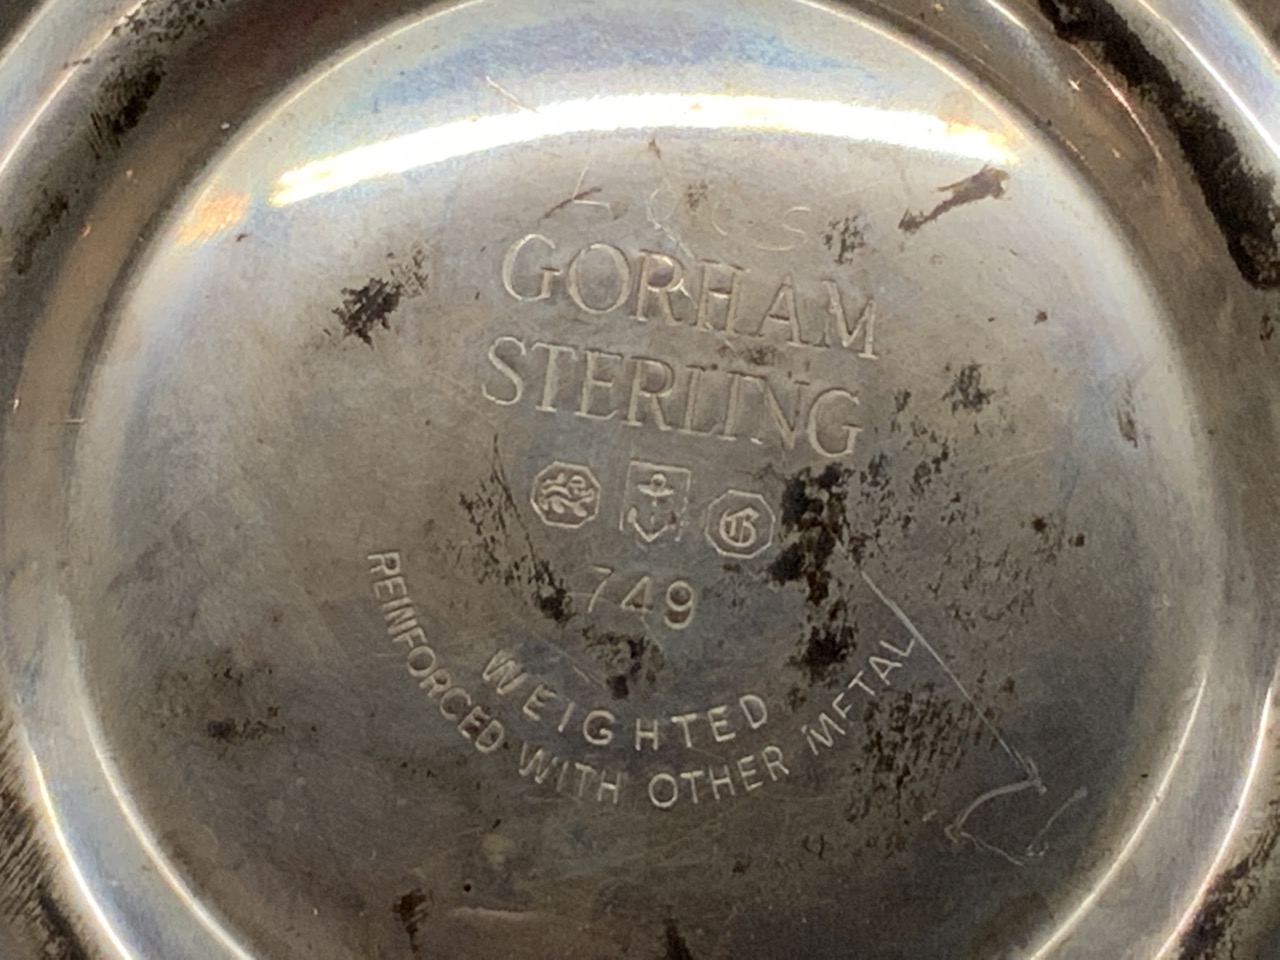 GORHAM
STERLING
G
749
WEIGHTED
REINFORCED WITH OTHER METAL